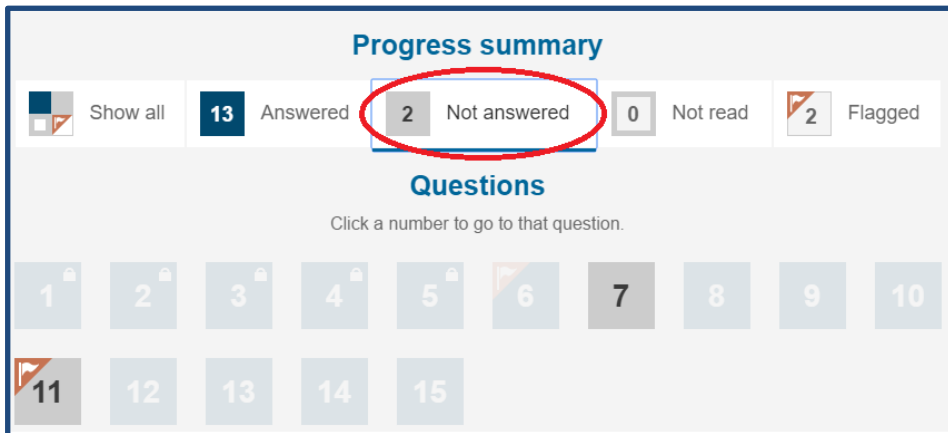 Progress summary
Show all 13 Answered 2 Not answered 0 Not read 2 Flagged
Questions
Click a number to go to that question.
1 2 3 4 5 6 7 8 9 10
11 12 13 14 15